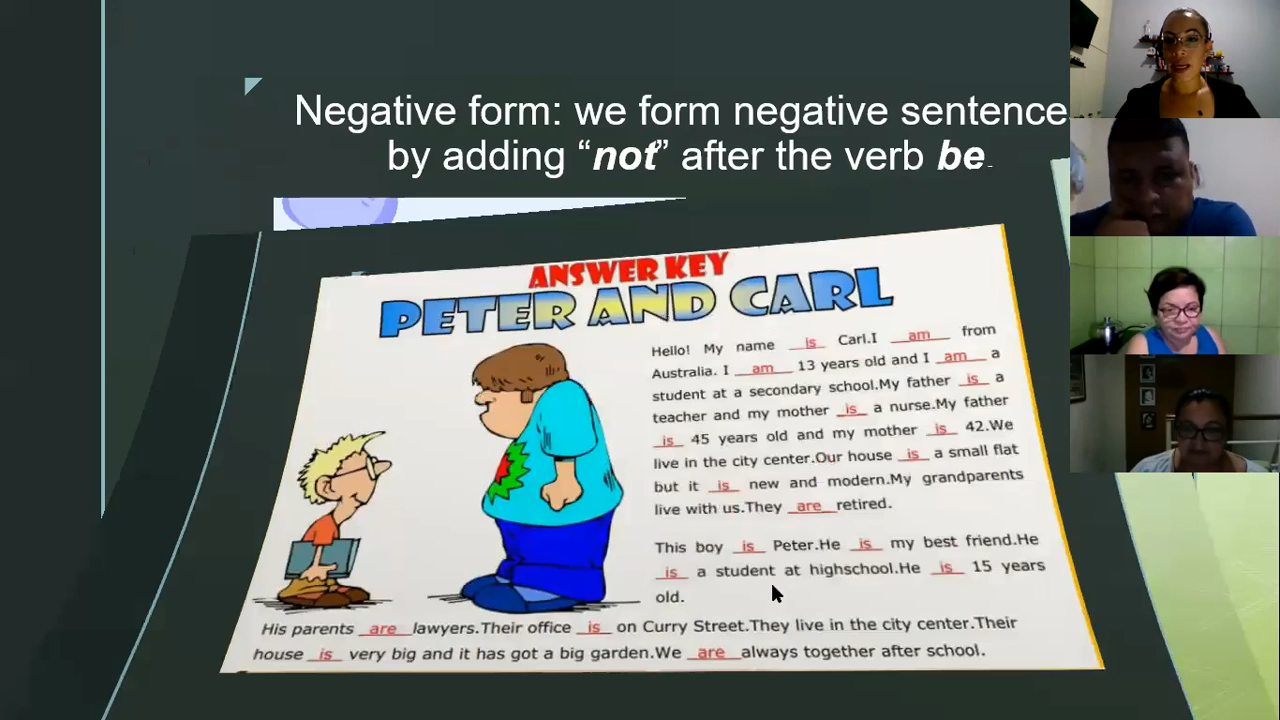 Negative form: we form negative sentence
by adding “not” after the verb be.
ANSWER KEY
PETER AND CARL
Hello! My name is Carl.I am from
Australia. I am 13 years old and I am a
student at a secondary school.My father is a
teacher and my mother is a nurse.My father
is 45 years old and my mother is 42.We
live in the city center.Our house is a small flat
but it is new and modern.My grandparents
live with us.They are retired.
This boy is Peter.He is my best friend.He
is a student at highschool.He is 15 years
old.
His parents are lawyers.Their office is on Curry Street.They live in the city center.Their
house is very big and it has got a big garden.We are always together after school.